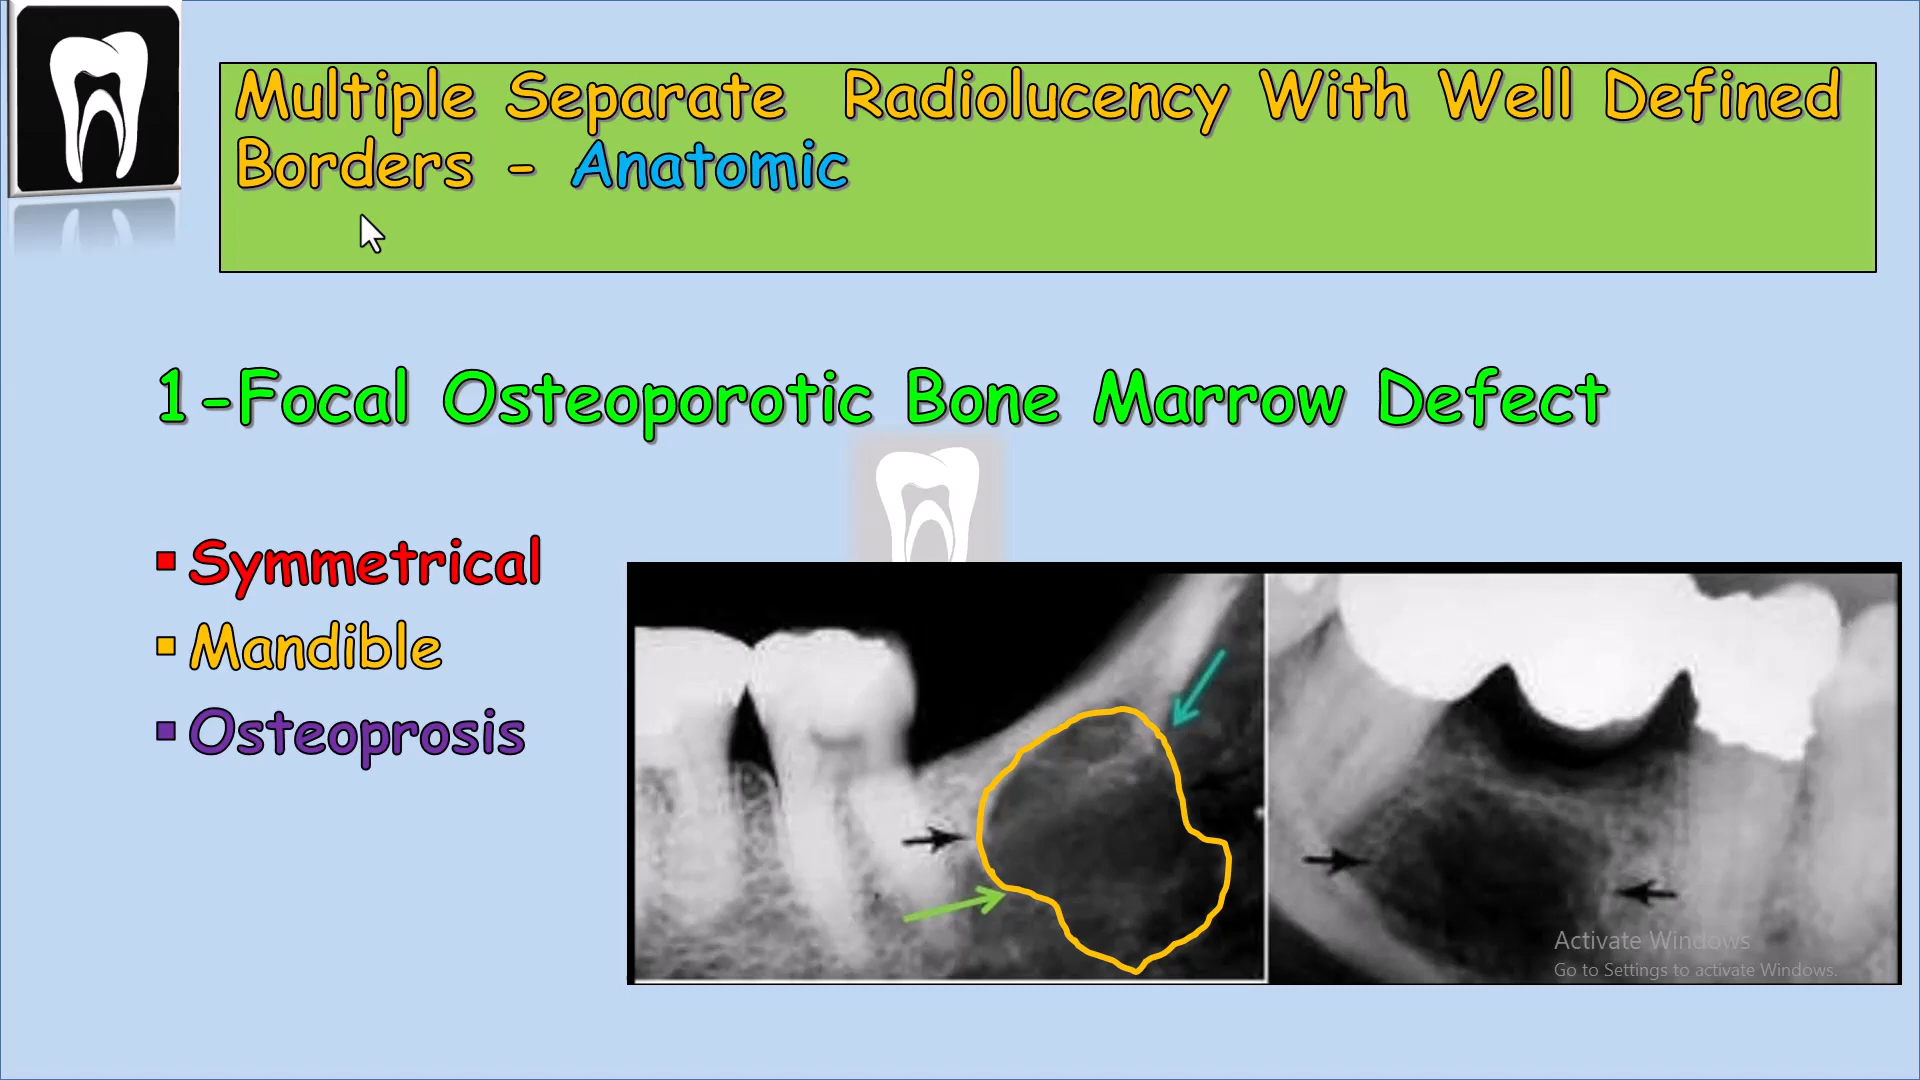 Multiple Separate Radiolucency With Well Defined
Borders - Anatomic
1-Focal Osteoporotic Bone Marrow Defect
▪ Symmetrical
▪ Mandible
▪ Osteoprosis
Activate Windows
Go to Settings to activate Windows.